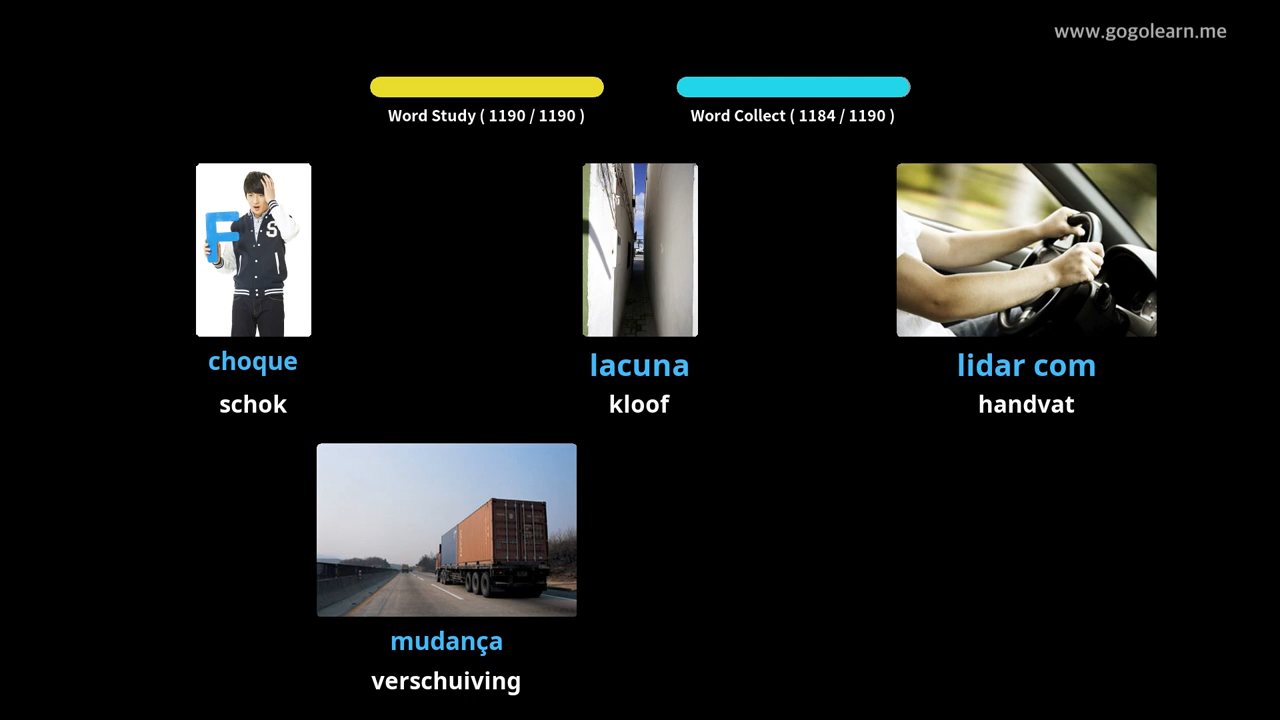 www.gogolearn.me
Word Study ( 1190 / 1190 )
Word Collect ( 1184 / 1190 )
F
S
choque
lacuna
lidar com
schok
kloof
handvat
mudança
verschuiving